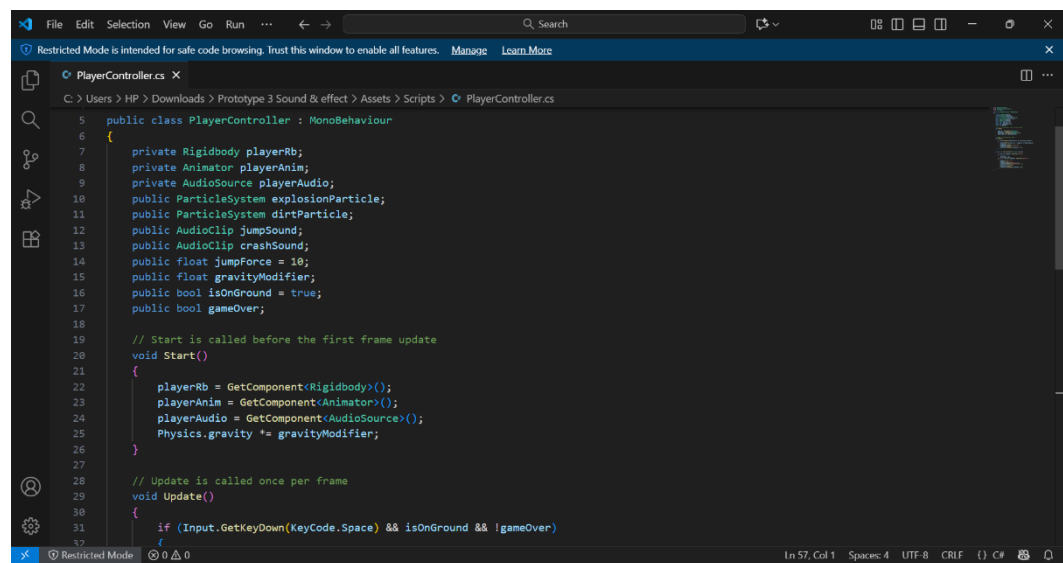 File Edit Selection View Go Run ··· ← → Search
Restricted Mode is intended for safe code browsing. Trust this window to enable all features. Manage Learn More
PlayerController.cs
C: > Users > HP > Downloads > Prototype 3 Sound & effect > Assets > Scripts > PlayerController.cs
5 public class PlayerController : MonoBehaviour
6 {
7 private Rigidbody playerRb;
8 private Animator playerAnim;
9 private AudioSource playerAudio;
10 public ParticleSystem explosionParticle;
11 public ParticleSystem dirtParticle;
12 public AudioClip jumpSound;
13 public AudioClip crashSound;
14 public float jumpForce = 10;
15 public float gravityModifier;
16 public bool isOnGround = true;
17 public bool gameOver;
18
19 // Start is called before the first frame update
20 void Start()
21 {
22 playerRb = GetComponent<Rigidbody>();
23 playerAnim = GetComponent<Animator>();
24 playerAudio = GetComponent<AudioSource>();
25 Physics.gravity *= gravityModifier;
26 }
27
28 // Update is called once per frame
29 void Update()
30 {
31 if (Input.GetKeyDown(KeyCode.Space) && isOnGround && !gameOver)
32 {
Restricted Mode 0 0 Ln 57, Col 1 Spaces: 4 UTF-8 CRLF {} C#